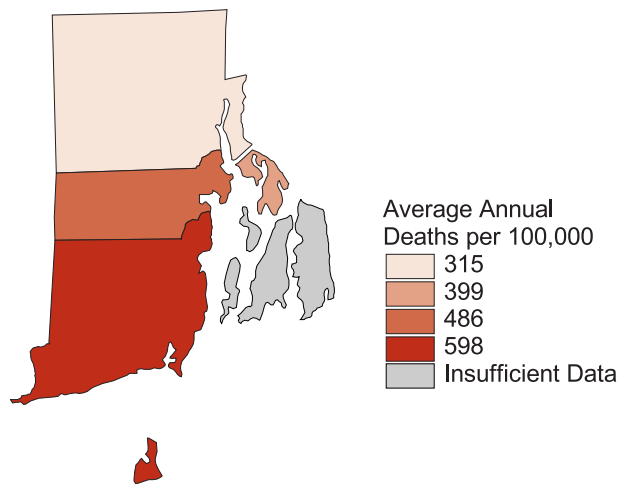 Average Annual
Deaths per 100,000
315
399
486
598
Insufficient Data